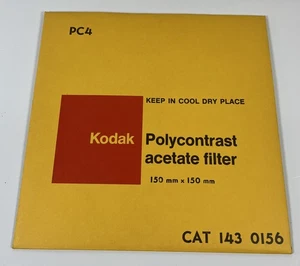 PC4
KEEP IN COOL DRY PLACE
Kodak
Polycontrast
acetate filter
150 mm x 150 mm
CAT 143 0156